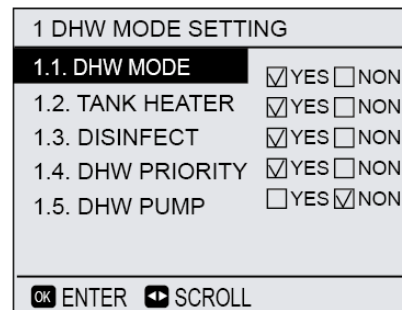 1 DHW MODE SETTING
1.1. DHW MODE YES NON
1.2. TANK HEATER YES NON
1.3. DISINFECT YES NON
1.4. DHW PRIORITY YES NON
1.5. DHW PUMP YES NON
OK ENTER SCROLL